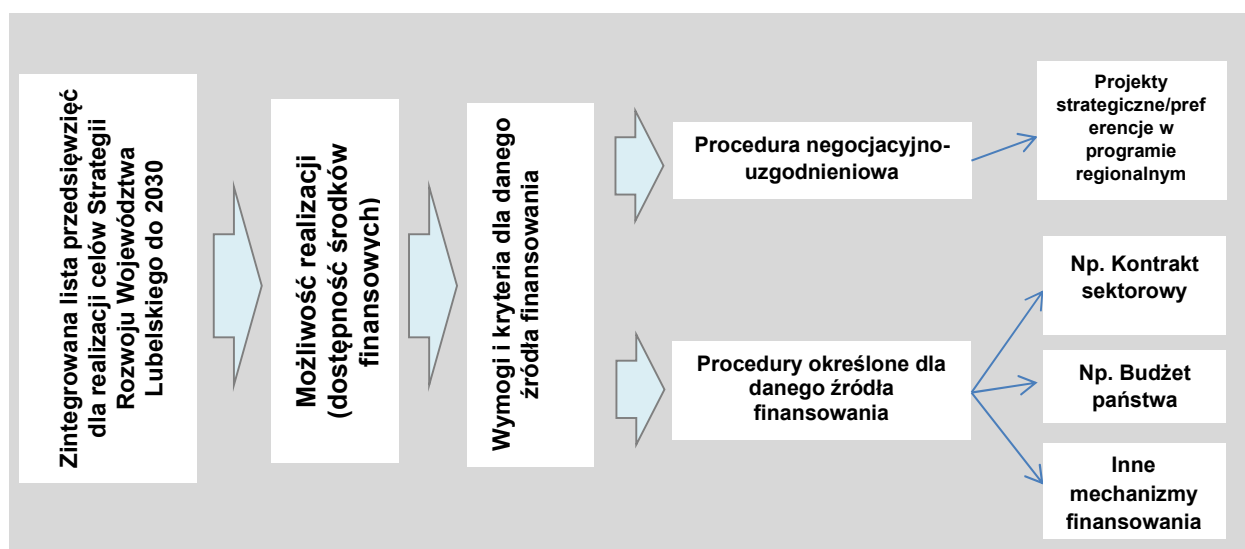 Zintegrowana lista przedsięwzięć
dla realizacji celów Strategii
Rozwoju Województwa
Lubelskiego do 2030
Możliwość realizacji
(dostępność środków
finansowych)
Wymogi i kryteria dla danego
źródła finansowania
Procedura negocjacyjno-
uzgodnieniowa
Projekty
strategiczne/pref
erencje w
programie
regionalnym
Procedury określone dla
danego źródła
finansowania
Np. Kontrakt
sektorowy
Np. Budżet
państwa
Inne
mechanizmy
finansowania